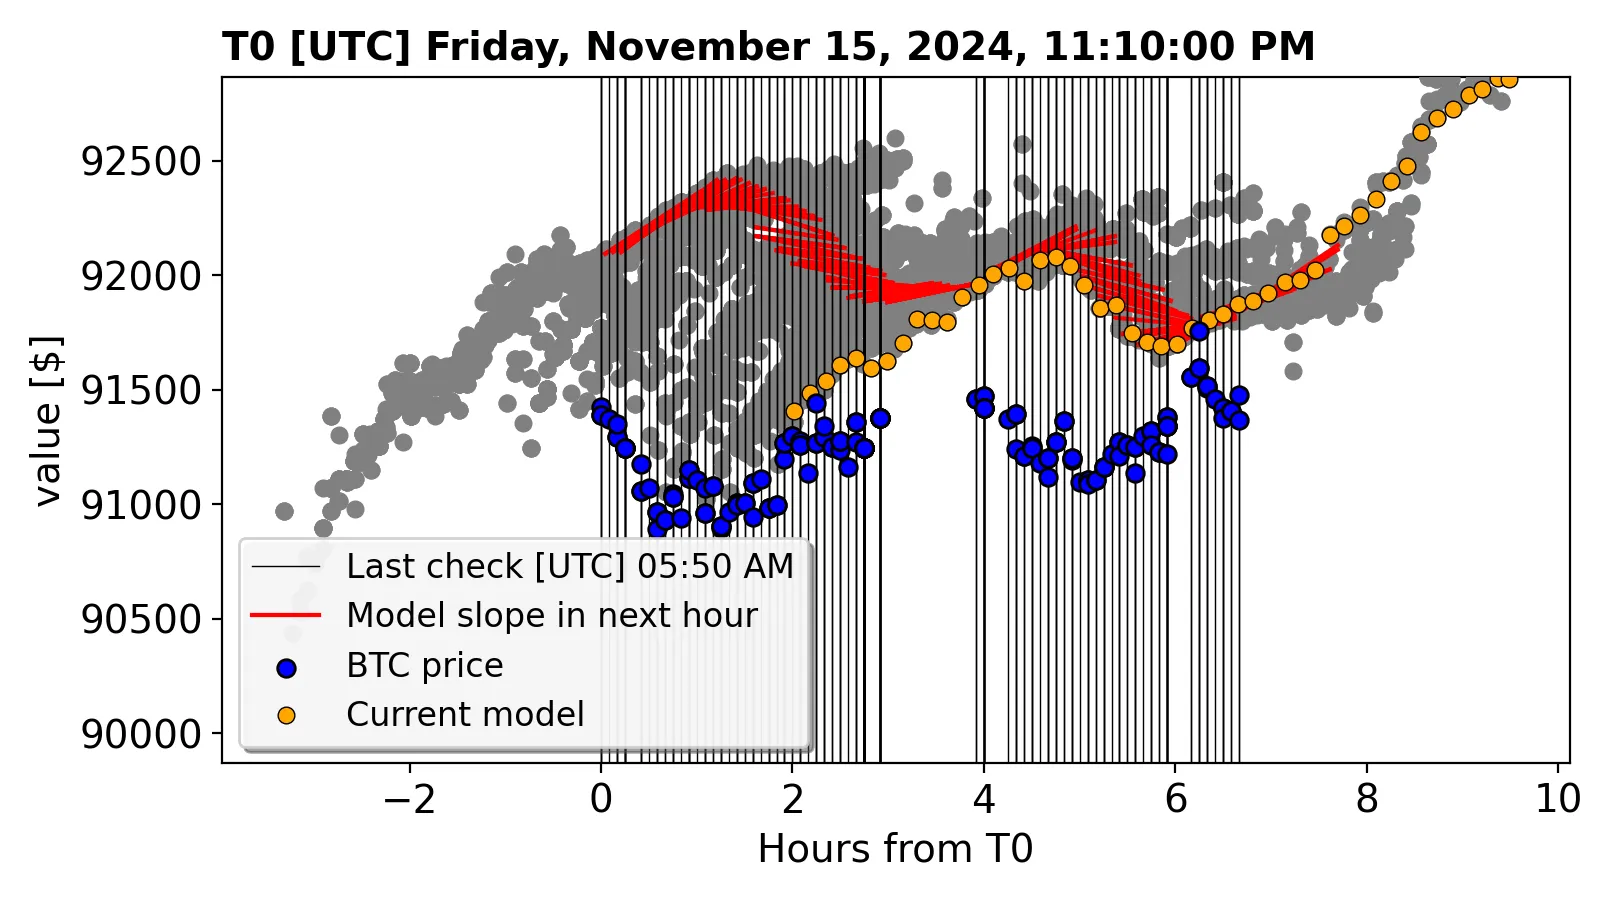 T0 [UTC] Friday, November 15, 2024, 11:10:00 PM
value [$]
92500
92000
91500
91000
90500
90000
Last check [UTC] 05:50 AM
Model slope in next hour
BTC price
Current model
−2 0 2 4 6 8 10
Hours from T0